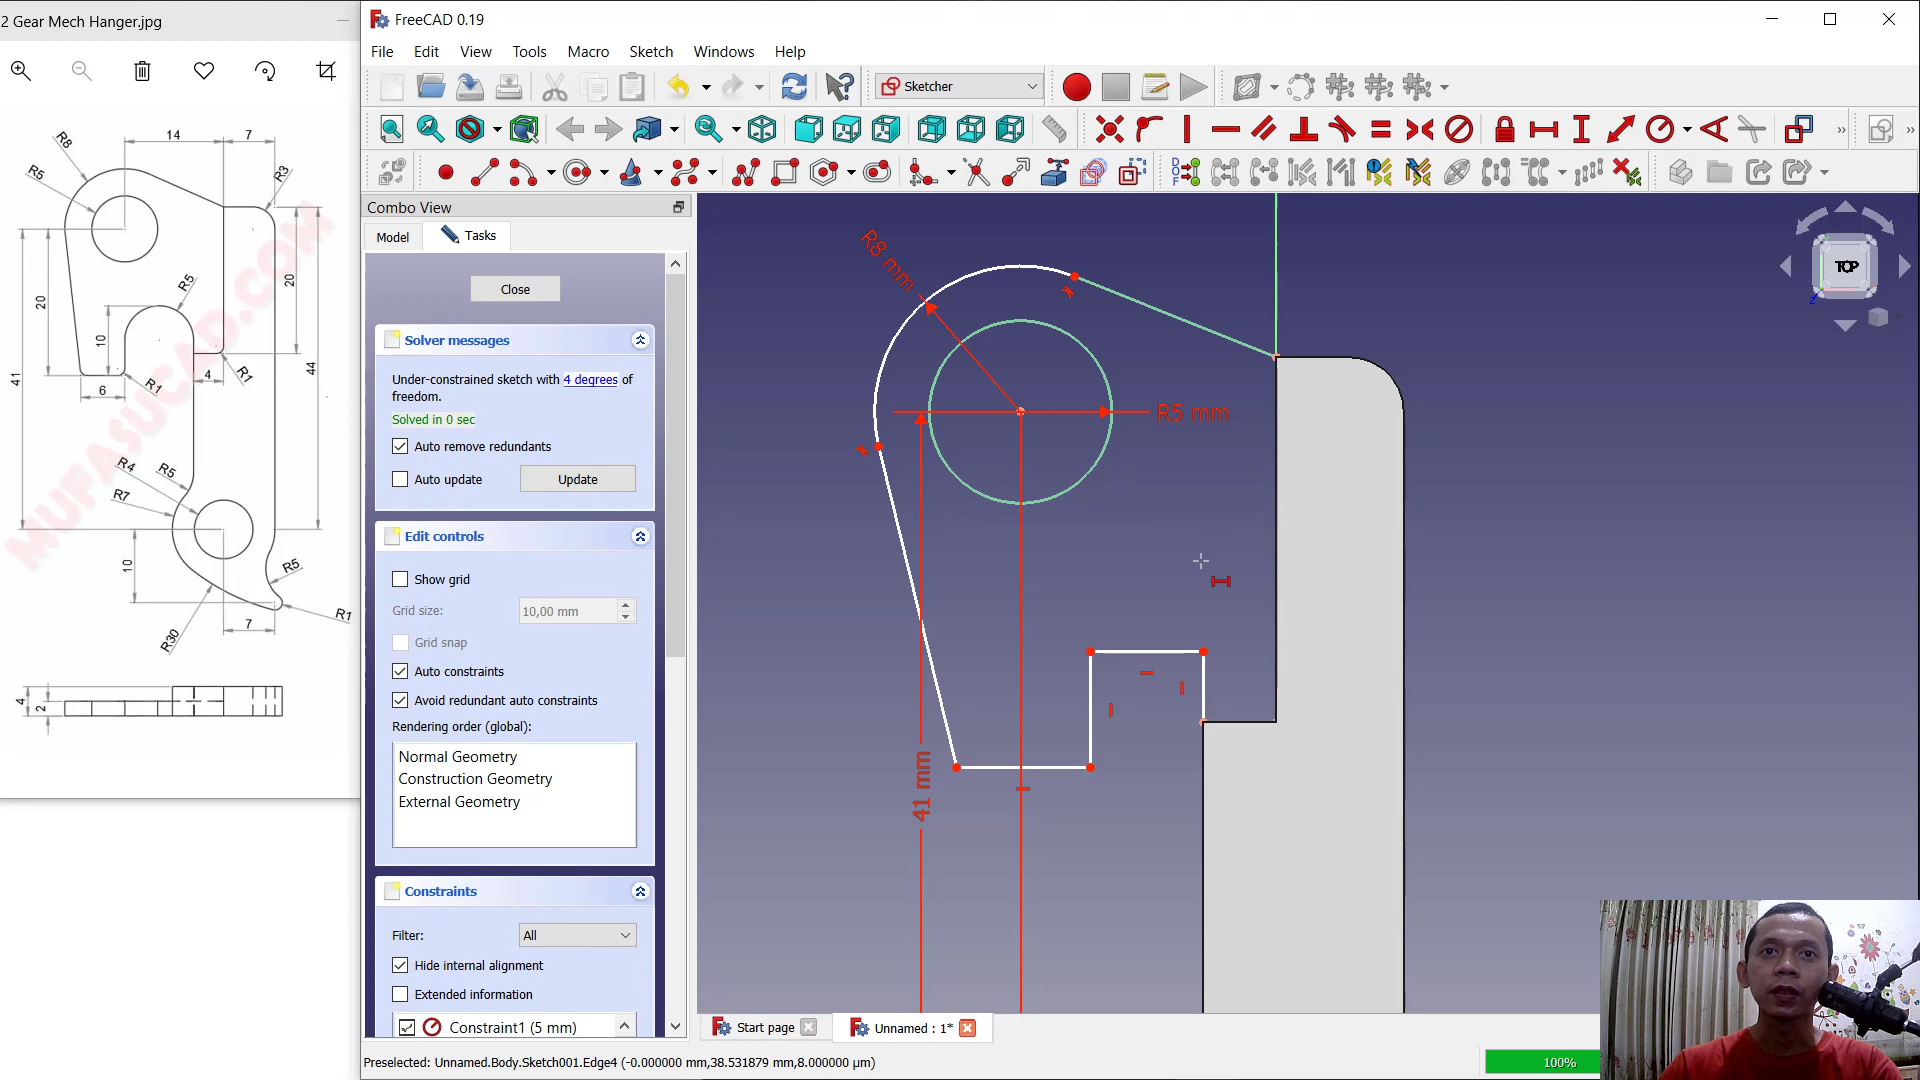 2 Gear Mech Hanger.jpg
14
7
R8
R5
R3
20
20
R5
10
41
44
6
R1
4
R1
R4
R5
R7
10
R5
7
R1
R30
4
2
MUFASUCAD.COM
FreeCAD 0.19
File Edit View Tools Macro Sketch Windows Help
Sketcher
Combo View
Model Tasks
Close
Solver messages
Under-constrained sketch with 4 degrees of
freedom.
Solved in 0 sec
Auto remove redundants
Auto update Update
Edit controls
Show grid
Grid size: 10,00 mm
Grid snap
Auto constraints
Avoid redundant auto constraints
Rendering order (global):
Normal Geometry
Construction Geometry
External Geometry
Constraints
Filter: All
Hide internal alignment
Extended information
Constraint1 (5 mm)
R8 mm
R5 mm
41 mm
TOP
Z
DOF
Start page Unnamed : 1*
Preselected: Unnamed.Body.Sketch001.Edge4 (-0.000000 mm,38.531879 mm,8.000000 µm)
100%